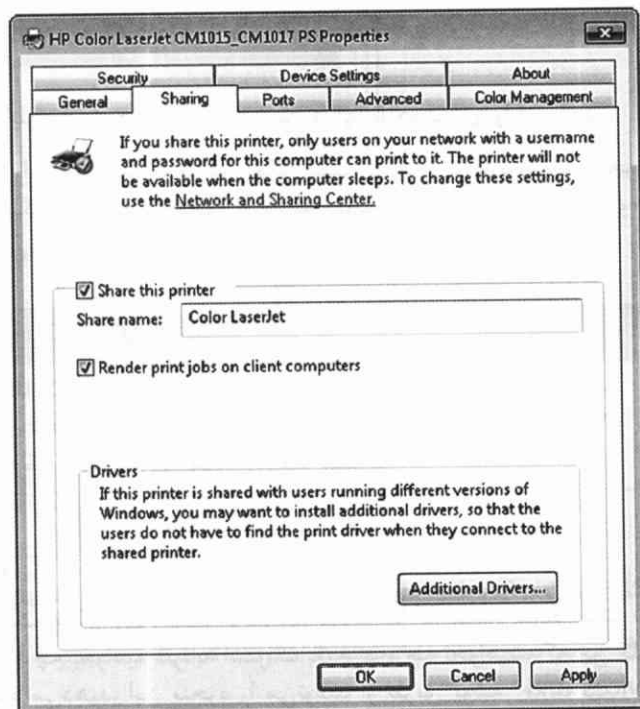 HP Color LaserJet CM1015_CM1017 PS Properties
Security Device Settings About
General Sharing Ports Advanced Color Management
If you share this printer, only users on your network with a username
and password for this computer can print to it. The printer will not
be available when the computer sleeps. To change these settings,
use the Network and Sharing Center.
Share this printer
Share name: Color LaserJet
Render print jobs on client computers
Drivers
If this printer is shared with users running different versions of
Windows, you may want to install additional drivers, so that the
users do not have to find the print driver when they connect to the
shared printer.
Additional Drivers...
OK Cancel Apply